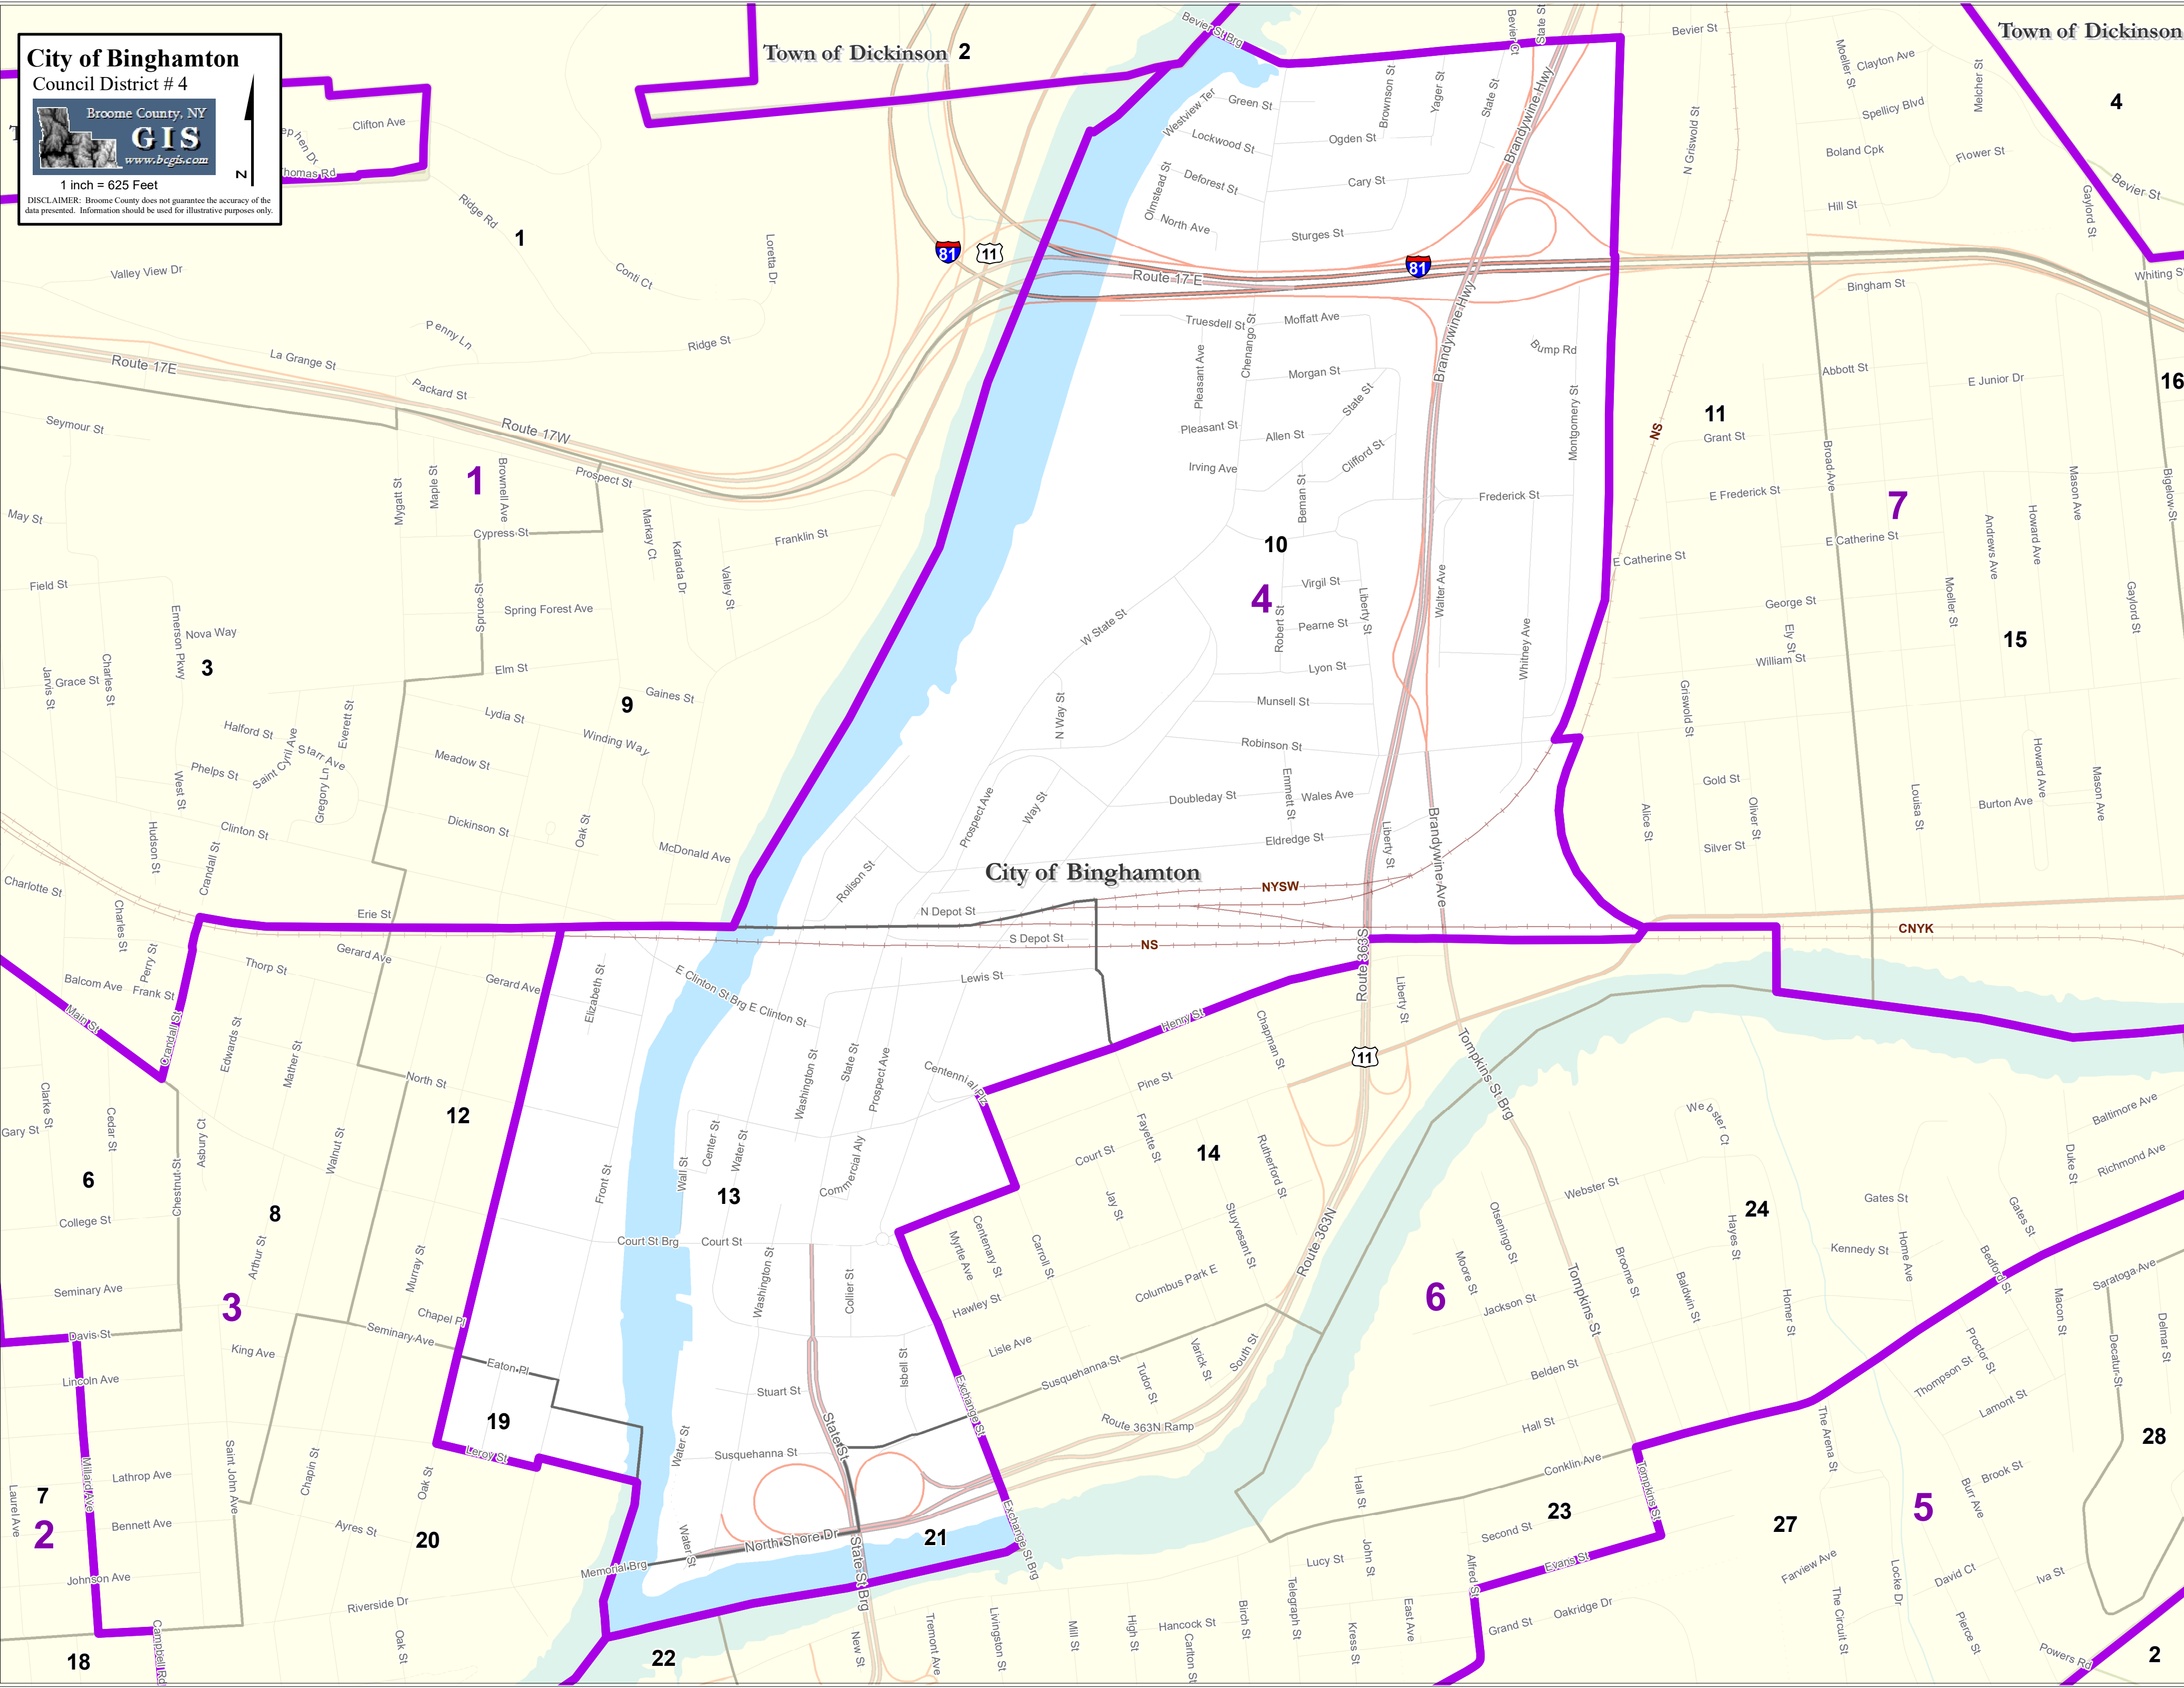 City of Binghamton
Council District # 4
Broome County, NY
GIS
www.bcgis.com
N
1 inch = 625 Feet
DISCLAIMER: Broome County does not guarantee the accuracy of the
data presented. Information should be used for illustrative purposes only.
Town of Dickinson 2
Town of Dickinson
Bevier St Brg
Bevier Ct
State St
Bevier St
Moeller St
Clayton Ave
Melcher St
4
Spellicy Blvd
Clifton Ave
Thomas Rd
Westview Ter
Green St
Brownson St
Yager St
State St
Brandywine Hwy
N Griswold St
Lockwood St
Ogden St
Boland Cpk
Flower St
Bevier St
Olmstead St
Deforest St
Cary St
Gaylord St
Hill St
Ridge Rd
1
North Ave
Sturges St
Loretta Dr
81
11
81
Valley View Dr
Conti Ct
Route 17 E
Bingham St
Whiting St
Brandywine Hwy
Penny Ln
Truesdell St
Moffatt Ave
Chenango St
Bump Rd
La Grange St
Ridge St
Route 17E
Pleasant Ave
Morgan St
Abbott St
E Junior Dr
16
Packard St
State St
Montgomery St
11
Seymour St
Route 17W
Pleasant St
Allen St
Clifford St
NS
Grant St
Broad Ave
1
Mygatt St
Maple St
Brownell Ave
Prospect St
Irving Ave
Beman St
Frederick St
E Frederick St
7
Mason Ave
Bigelow St
May St
Cypress St
Markay Ct
Karlada Dr
Franklin St
10
E Catherine St
E Catherine St
Andrews Ave
Howard Ave
Field St
Valley St
4
Virgil St
Liberty St
Walter Ave
Moeller St
Gaylord St
Emerson Pkwy
Nova Way
Spruce St
Spring Forest Ave
W State St
Robert St
Pearne St
Whitney Ave
George St
Ely St
15
3
Jarvis St
Grace St
Charles St
Elm St
Lyon St
William St
9
Gaines St
N Way St
Munsell St
Griswold St
Halford St
Saint Cyril Ave
Starr Ave
Everett St
Lydia St
Winding Way
Robinson St
Phelps St
West St
Gregory Ln
Meadow St
Emmett St
Gold St
Howard Ave
Mason Ave
Prospect Ave
Way St
Doubleday St
Wales Ave
Alice St
Oliver St
Louisa St
Burton Ave
Hudson St
Clinton St
Dickinson St
Oak St
McDonald Ave
Eldredge St
Liberty St
Brandywine Ave
Silver St
Crandall St
Rolison St
City of Binghamton
Charlotte St
NYSW
Charles St
Erie St
N Depot St
S Depot St
NS
CNYK
Perry St
Gerard Ave
Thorp St
Gerard Ave
Elizabeth St
E Clinton St Brg E Clinton St
Lewis St
Route 363S
Liberty St
Balcom Ave
Frank St
Main St
Crandall St
Henry St
Chapman St
11
Edwards St
Mather St
Tompkins St Brg
North St
Washington St
State St
Prospect Ave
Centennial Plz
Pine St
Clarke St
Cedar St
12
Webster Ct
Baltimore Ave
Gary St
Asbury Ct
Walnut St
Center St
Water St
Commercial Aly
Court St
Fayette St
14
Rutherford St
Duke St
Richmond Ave
6
Chestnut St
Front St
Wall St
13
Jay St
Webster St
24
Gates St
Gates St
College St
8
Court St Brg
Court St
Myrtle Ave
Centenary St
Carroll St
Stuyvesant St
Route 363N
Otseningo St
Hayes St
Kennedy St
Home Ave
Bedford St
Arthur St
Murray St
Washington St
Collier St
Columbus Park E
6
Moore St
Tompkins St
Broome St
Baldwin St
Homer St
Saratoga Ave
Seminary Ave
3
Chapel Pl
Hawley St
Jackson St
Macon St
Delmar St
Davis St
Seminary Ave
King Ave
Lisle Ave
South St
Varick St
Proctor St
Decatur St
Lincoln Ave
Eaton Pl
Isbell St
Susquehanna St
Tudor St
Belden St
Thompson St
Lamont St
Stuart St
19
State St
Exchange St
Route 363N Ramp
Hall St
The Arena St
28
Leroy St
Water St
Susquehanna St
Millard Ave
Lathrop Ave
Saint John Ave
Chapin St
Oak St
Conklin Ave
Tompkins St
Brook St
7
Laurel Ave
Hall St
23
Burr Ave
5
2
Bennett Ave
Ayres St
20
Water St
North Shore Dr
21
Exchange St Brg
Second St
27
Memorial Brg
State St Brg
Lucy St
John St
Evans St
Farview Ave
Johnson Ave
Alfred St
Locke Dr
David Ct
Iva St
Riverside Dr
Telegraph St
Oakridge Dr
The Circuit St
Campbell Rd
Oak St
New St
Tremont Ave
Livingston St
Mill St
High St
Hancock St
Carlton St
Birch St
Kress St
East Ave
Grand St
Pierce St
18
22
Powers Rd
2